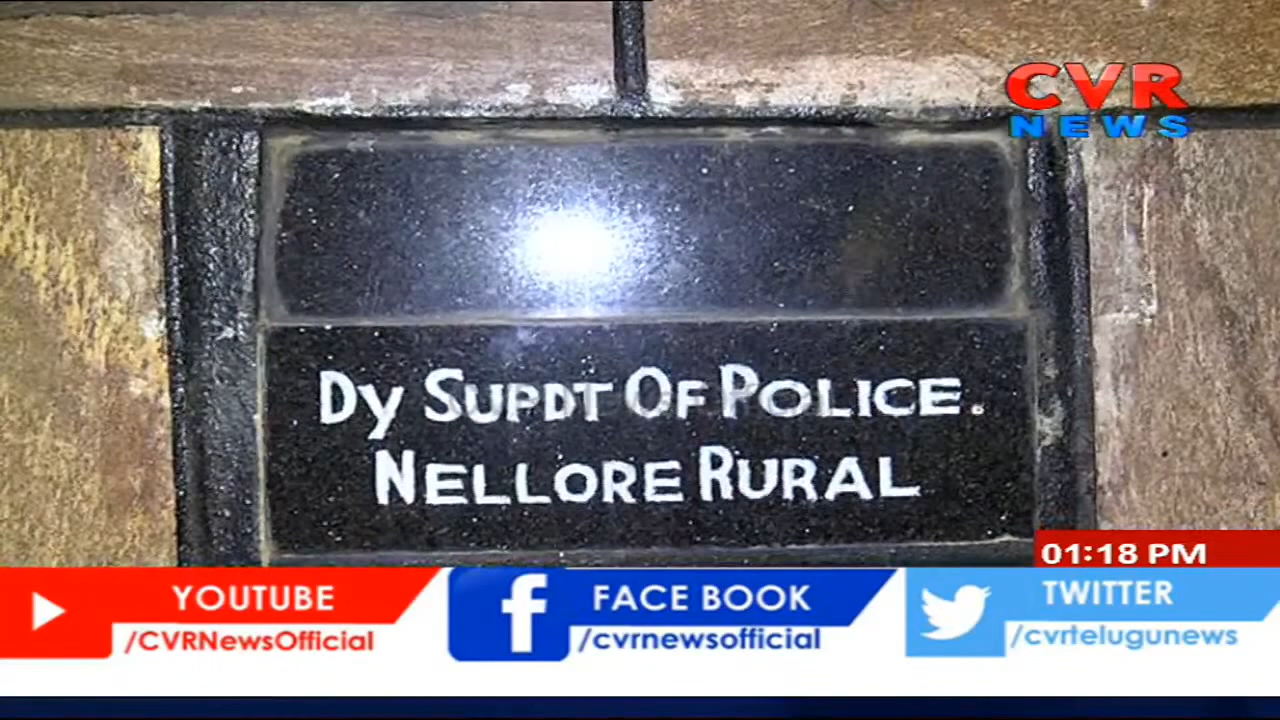 CVR
NEWS
Dy SUPDT OF POLICE.
NELLORE RURAL
01:18 PM
YOUTUBE
/CVRNewsOfficial
FACE BOOK
/cvrnewsofficial
TWITTER
/cvrtelugunews